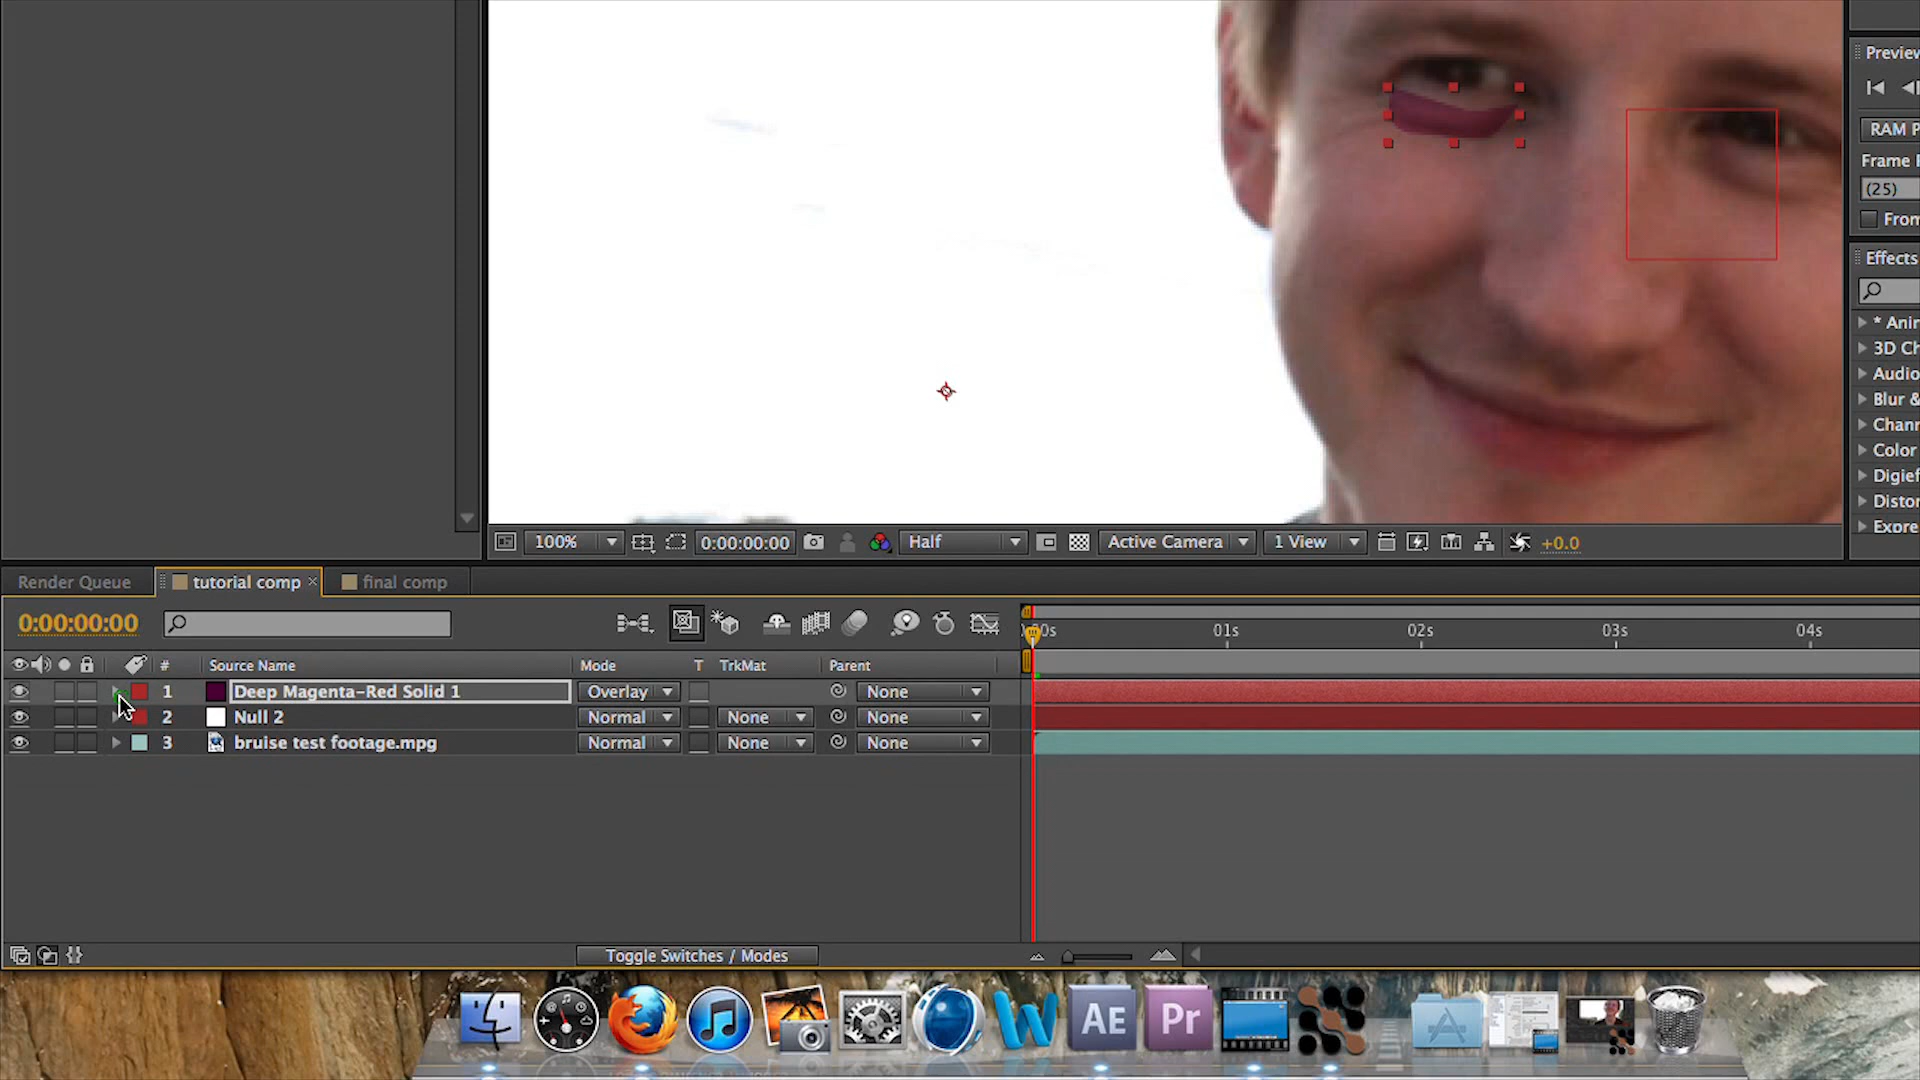 Preview
RAM P
Frame
(25)
From
Effects
* Anin
3D Ch
Audio
Blur &
Chann
Color
Digief
Distor
Expre
100%
0:00:00:00
Half
Active Camera
1 View
+0.0
Render Queue
tutorial comp
final comp
0:00:00:00
00s
01s
02s
03s
04s
#
Source Name
Mode
T
TrkMat
Parent
1
Deep Magenta-Red Solid 1
Overlay
None
2
Null 2
Normal
None
None
3
bruise test footage.mpg
Normal
None
None
Toggle Switches / Modes
W
AE
Pr